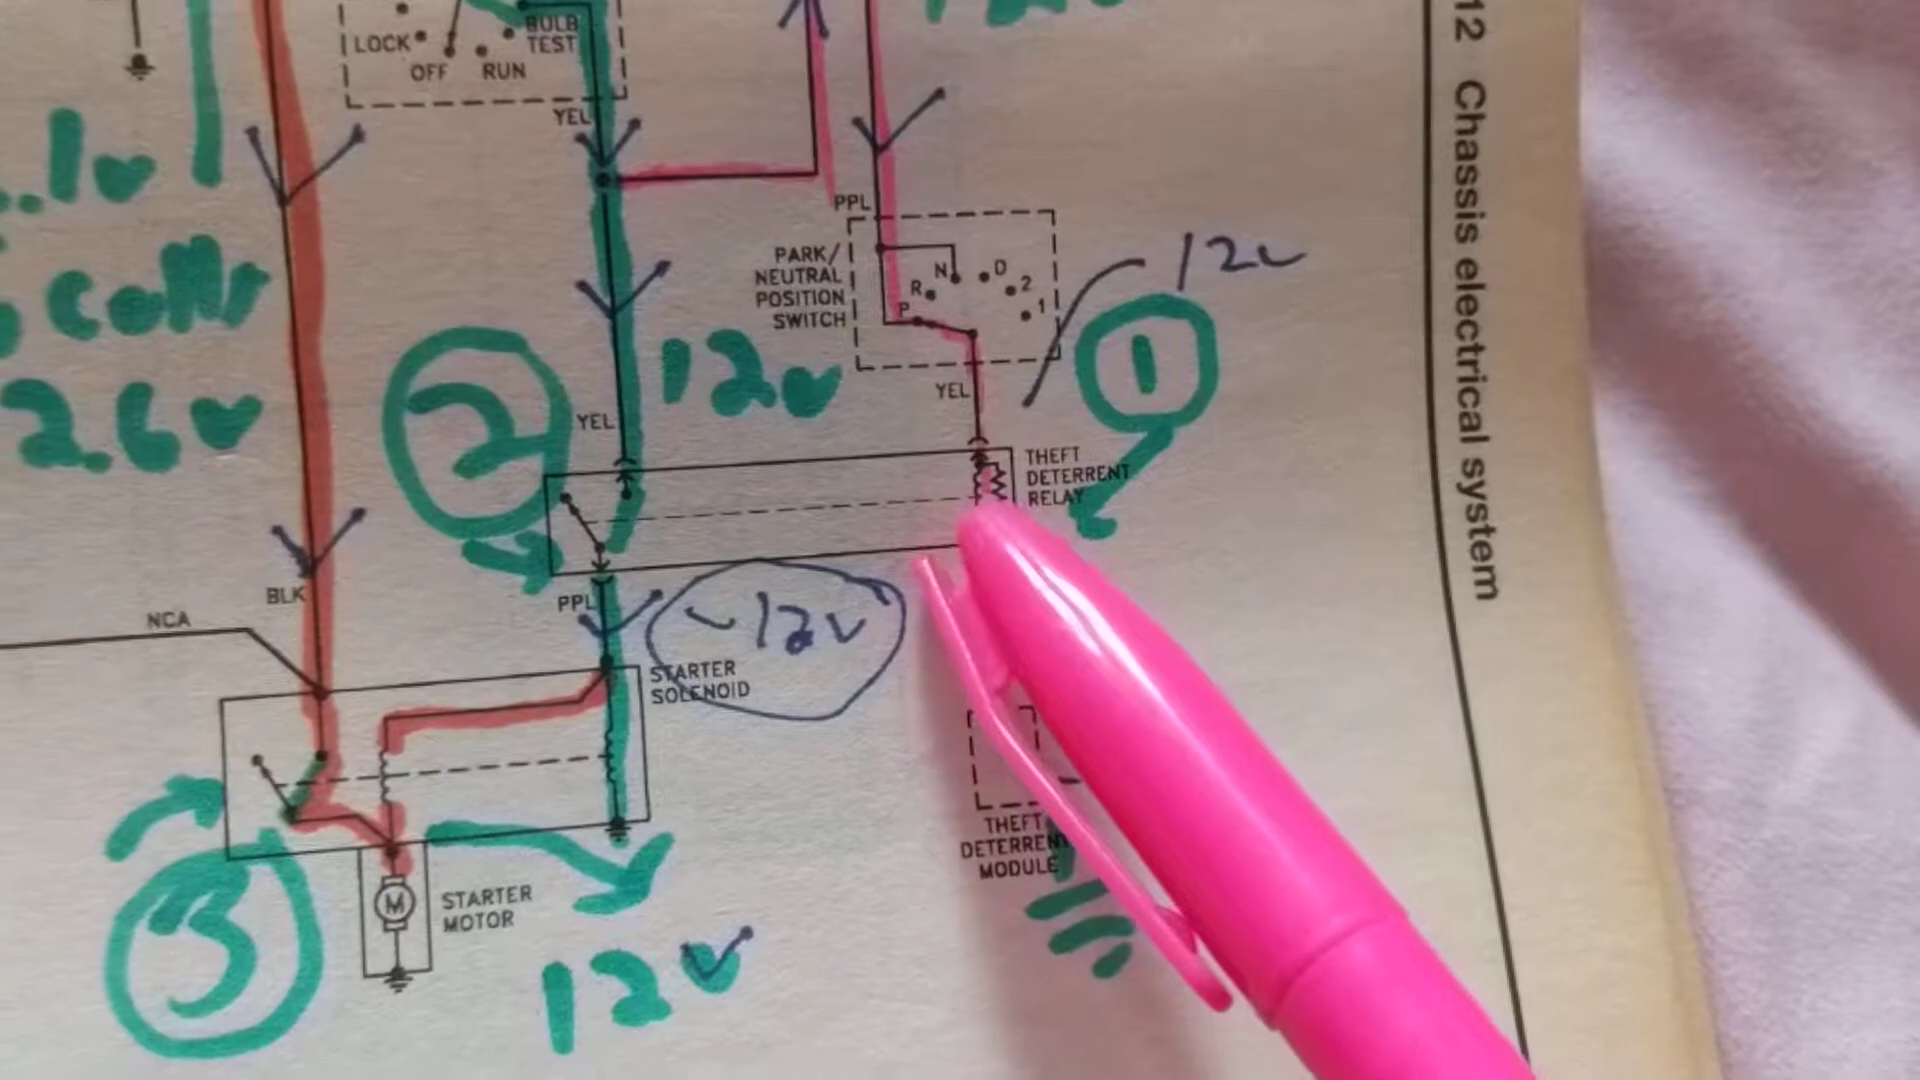 BULB
TEST
LOCK
OFF
RUN
YEL
PPL
PARK/
NEUTRAL
POSITION
SWITCH
P
R
N
D
2
1
12v
1
YEL
THEFT
DETERRENT
RELAY
.1v
2.6v
2
12v
YEL
BLK
NCA
PPL
~12v
STARTER
SOLENOID
THEFT
DETERRENT
MODULE
3
M
STARTER
MOTOR
12v
12 Chassis electrical system